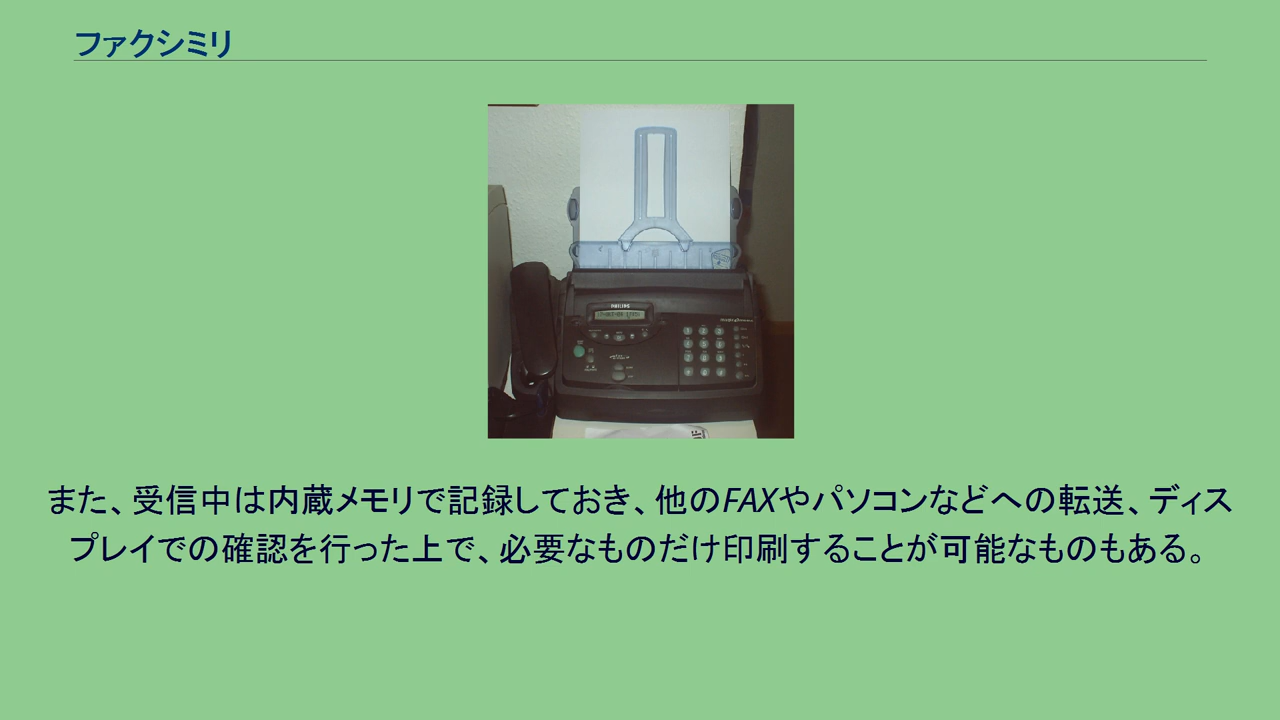 ファクシミリ
PHILIPS
また、受信中は内蔵メモリで記録しておき、他のFAXやパソコンなどへの転送、ディス
プレイでの確認を行った上で、必要なものだけ印刷することが可能なものもある。